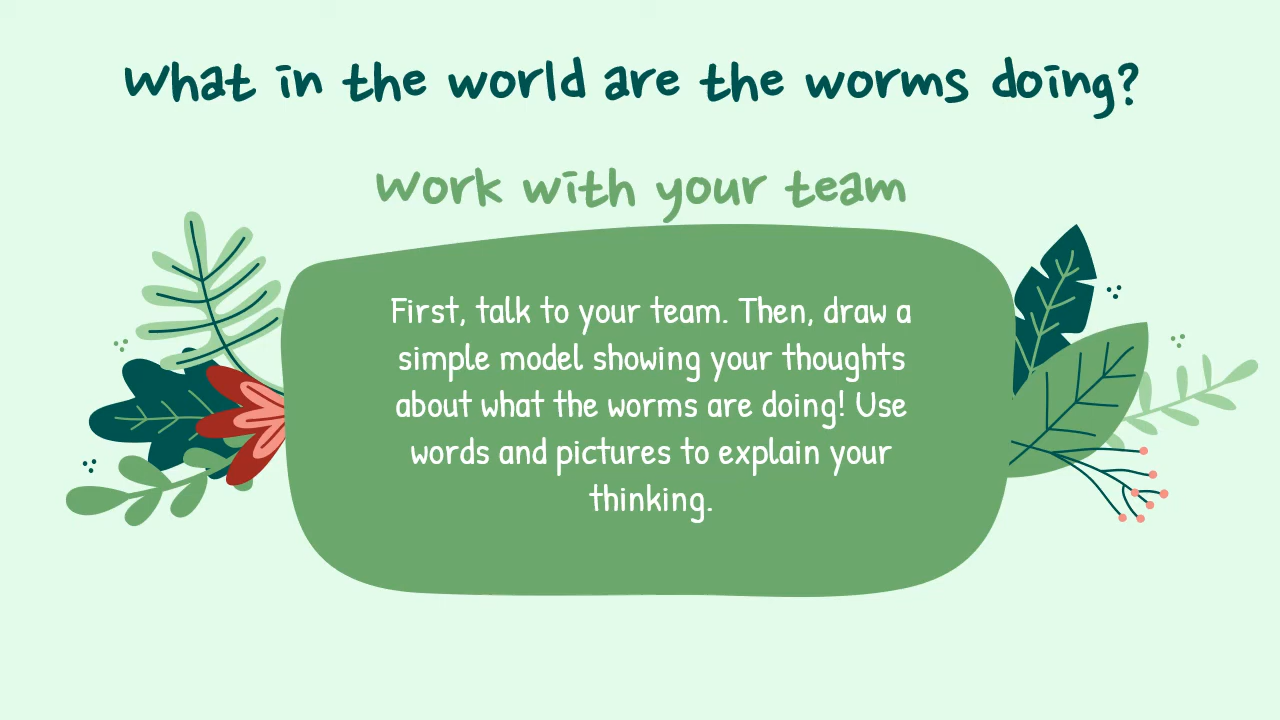 What in the world are the worms doing?
Work with your team
First, talk to your team. Then, draw a
simple model showing your thoughts
about what the worms are doing! Use
words and pictures to explain your
thinking.